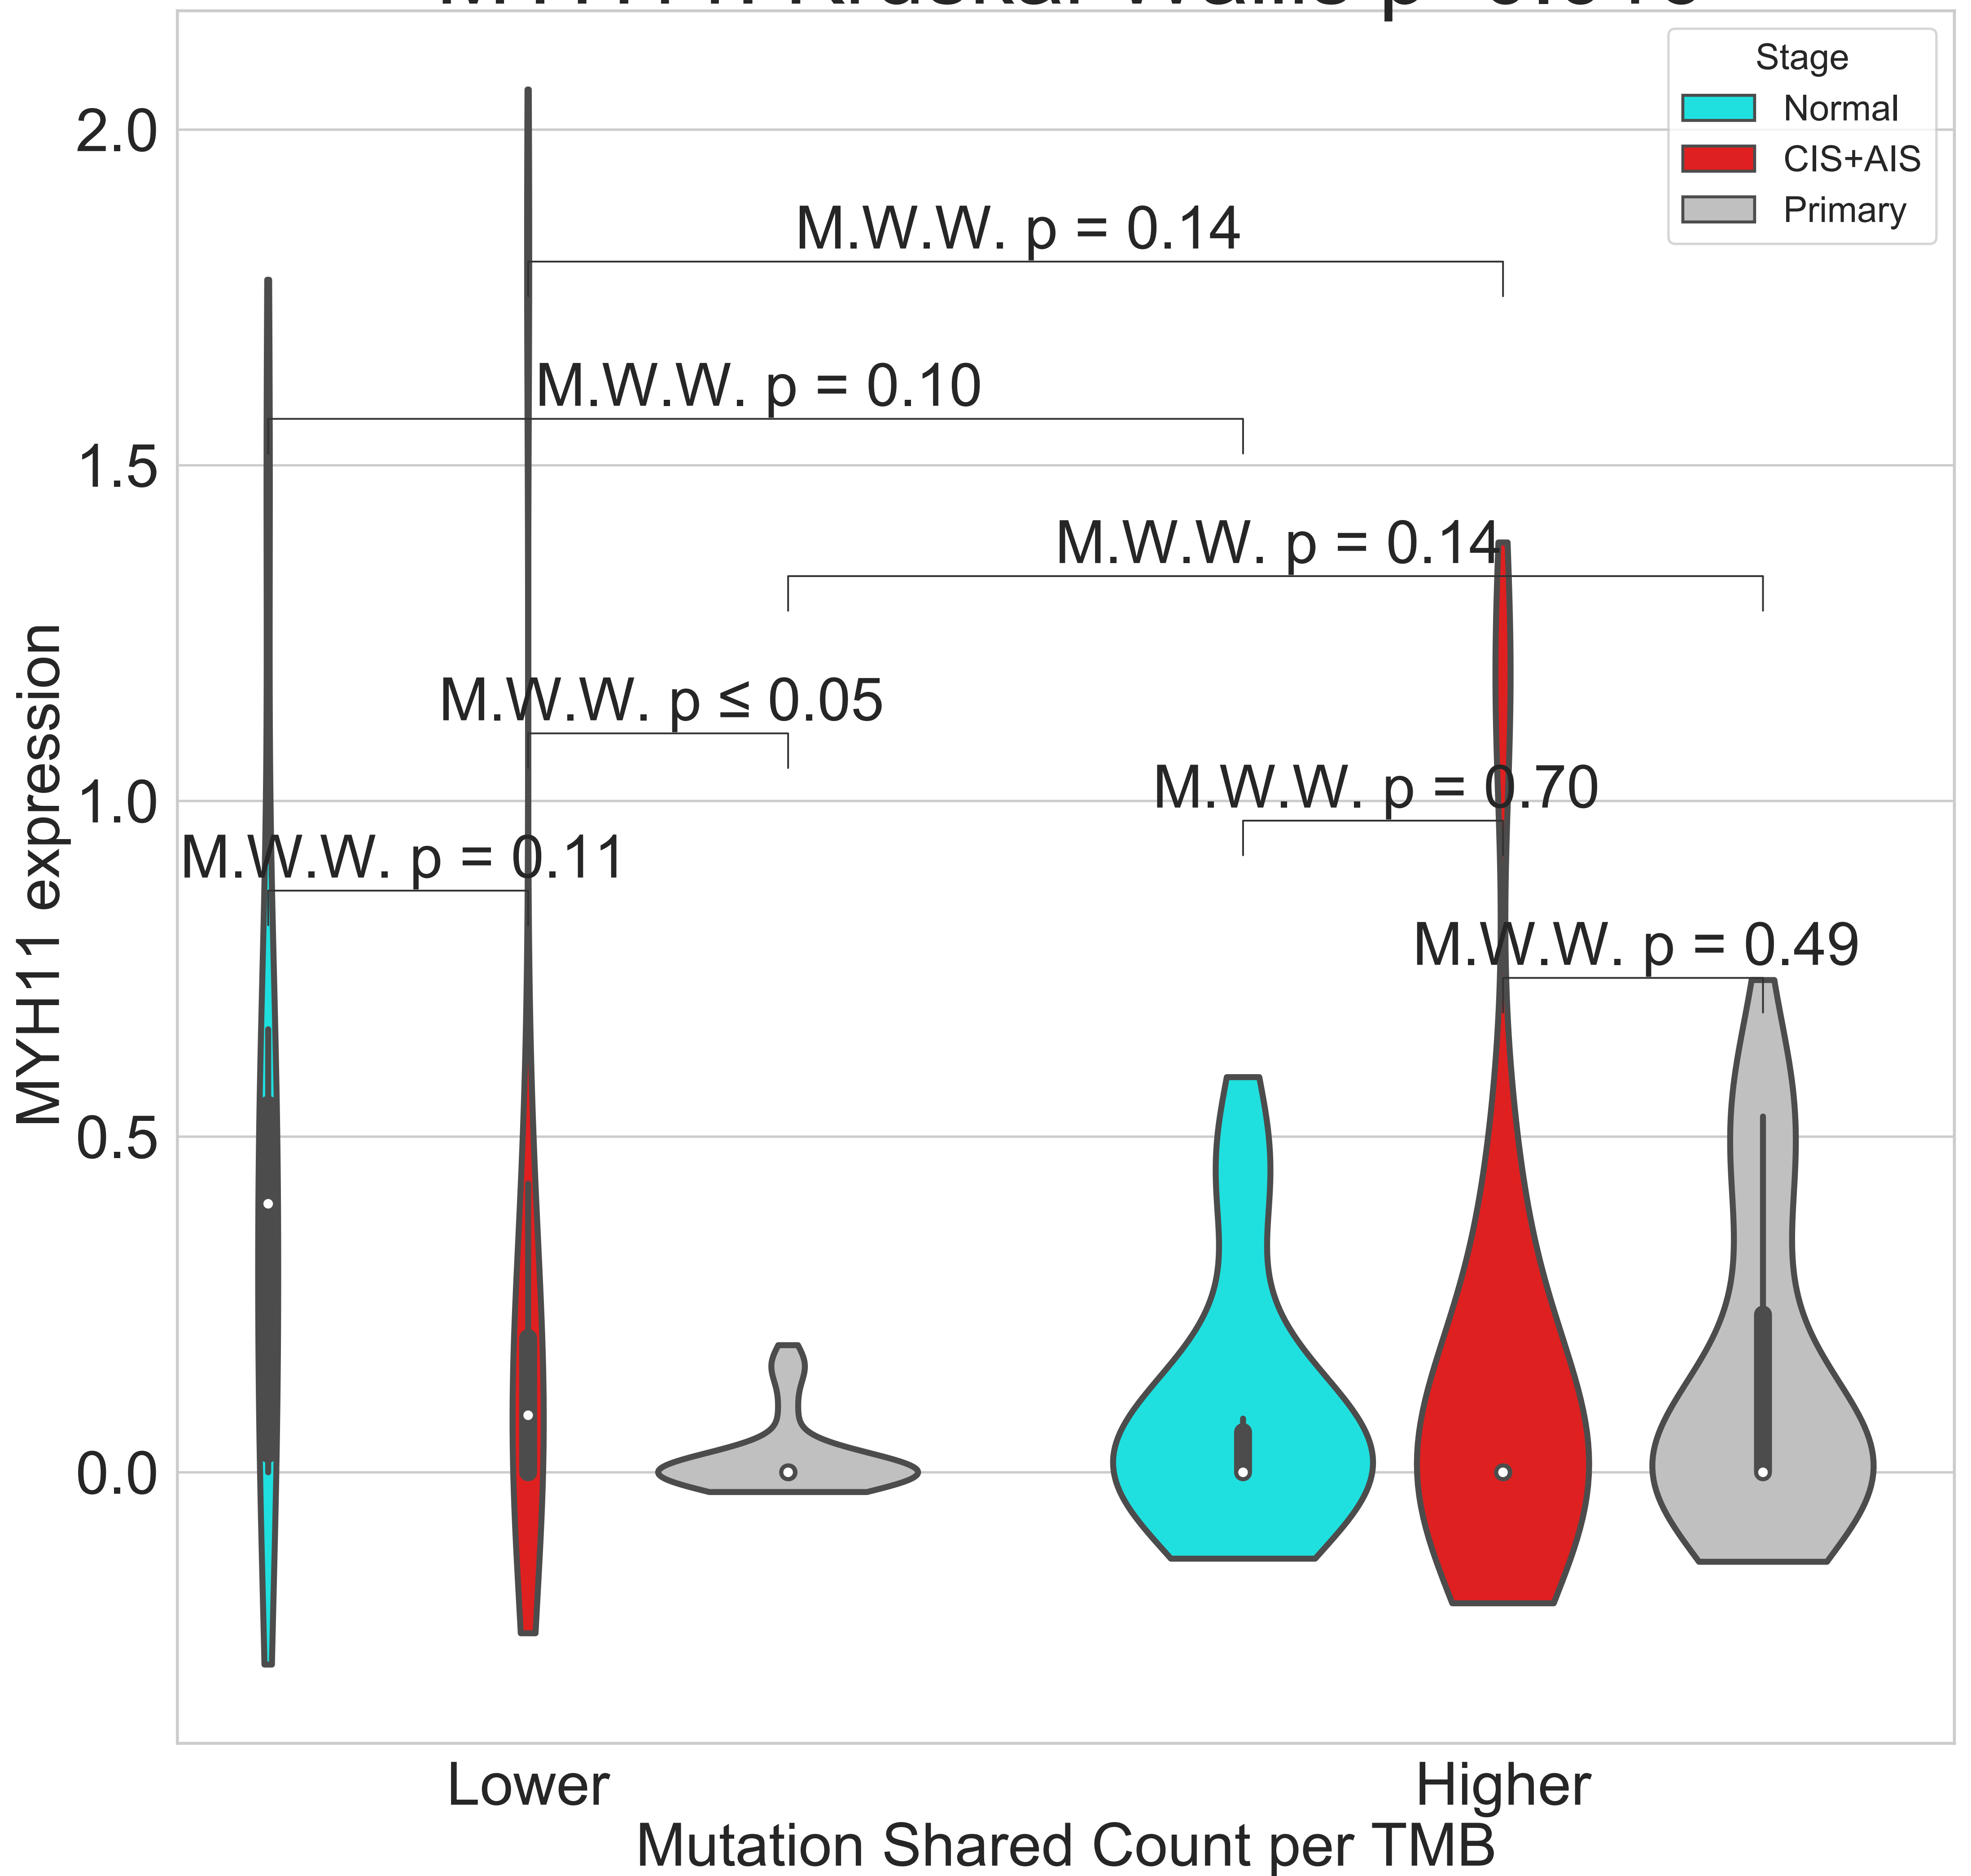 Stage
Normal
CIS+AIS
Primary
2.0
1.5
1.0
0.5
0.0
MYH11 expression
M.W.W. p = 0.14
M.W.W. p = 0.10
M.W.W. p = 0.14
M.W.W. p ≤ 0.05
M.W.W. p = 0.70
M.W.W. p = 0.11
M.W.W. p = 0.49
Lower
Higher
Mutation Shared Count per TMB